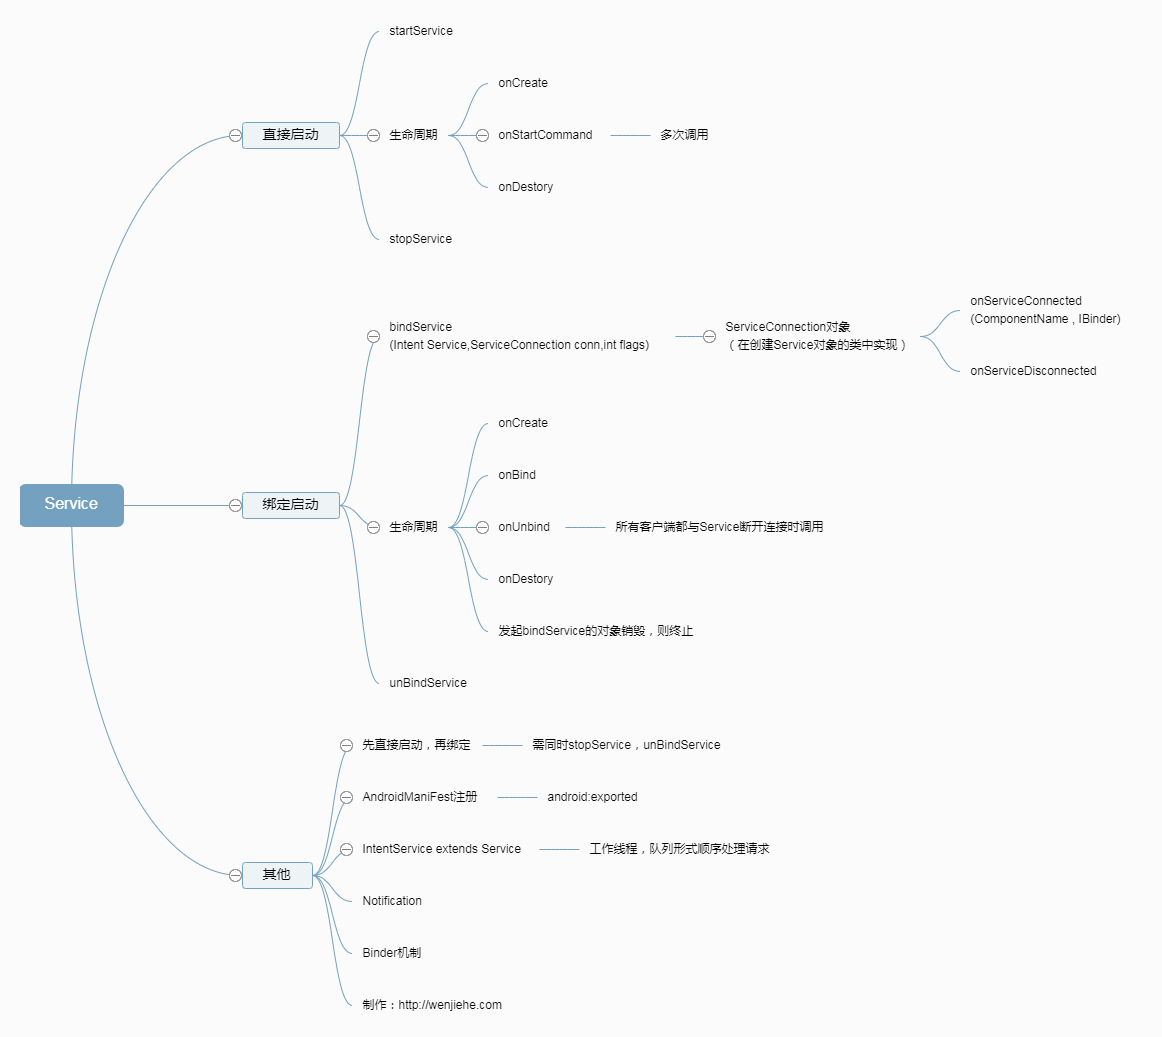 Service
直接启动
startService
生命周期
onCreate
onStartCommand
多次调用
onDestory
stopService
绑定启动
bindService
(Intent Service,ServiceConnection conn,int flags)
ServiceConnection对象
（在创建Service对象的类中实现）
onServiceConnected
(ComponentName , IBinder)
onServiceDisconnected
生命周期
onCreate
onBind
onUnbind
所有客户端都与Service断开连接时调用
onDestory
发起bindService的对象销毁，则终止
unBindService
其他
先直接启动，再绑定
需同时stopService，unBindService
AndroidManiFest注册
android:exported
IntentService extends Service
工作线程，队列形式顺序处理请求
Notification
Binder机制
制作：http://wenjiehe.com